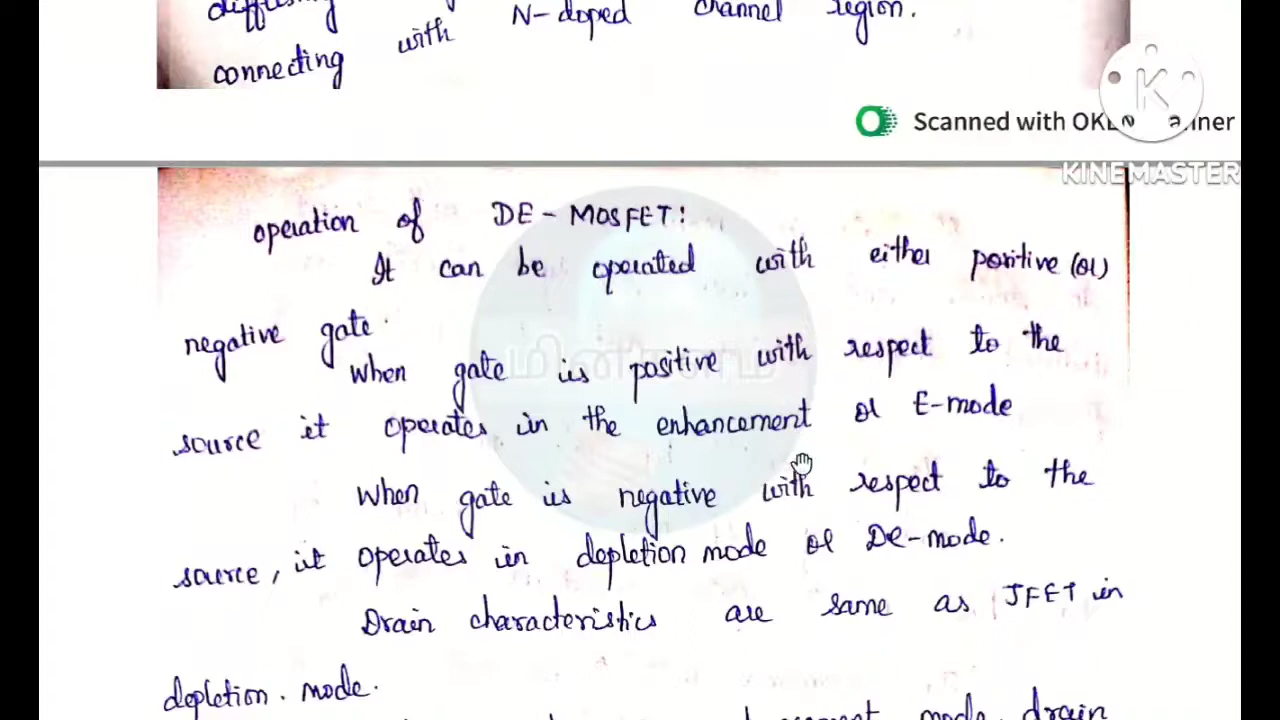 diffusing
with N-doped channel region.
connecting
K
Scanned with OKEN Scanner
KINEMASTER
operation of DE-MOSFET:
It can be operated with either positive (or)
negative gate.
when gate is positive with respect to the
source it operates in the enhancement or E-mode
when gate is negative with respect to the
source, it operates in depletion mode or DE-mode.
Drain characteristics are same as JFET in
depletion. mode.
mode drain